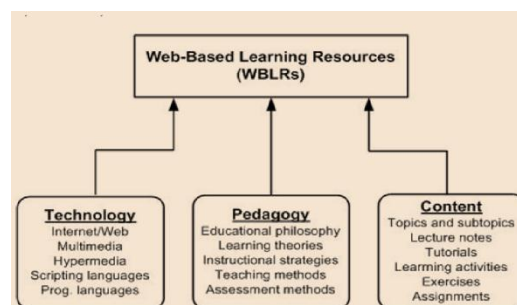 Web-Based Learning Resources
(WBLRs)
Technology
Internet/Web
Multimedia
Hypermedia
Scripting languages
Prog. languages
Pedagogy
Educational philosophy
Learning theories
Instructional strategies
Teaching methods
Assessment methods
Content
Topics and subtopics
Lecture notes
Tutorials
Learning activities
Exercises
Assignments